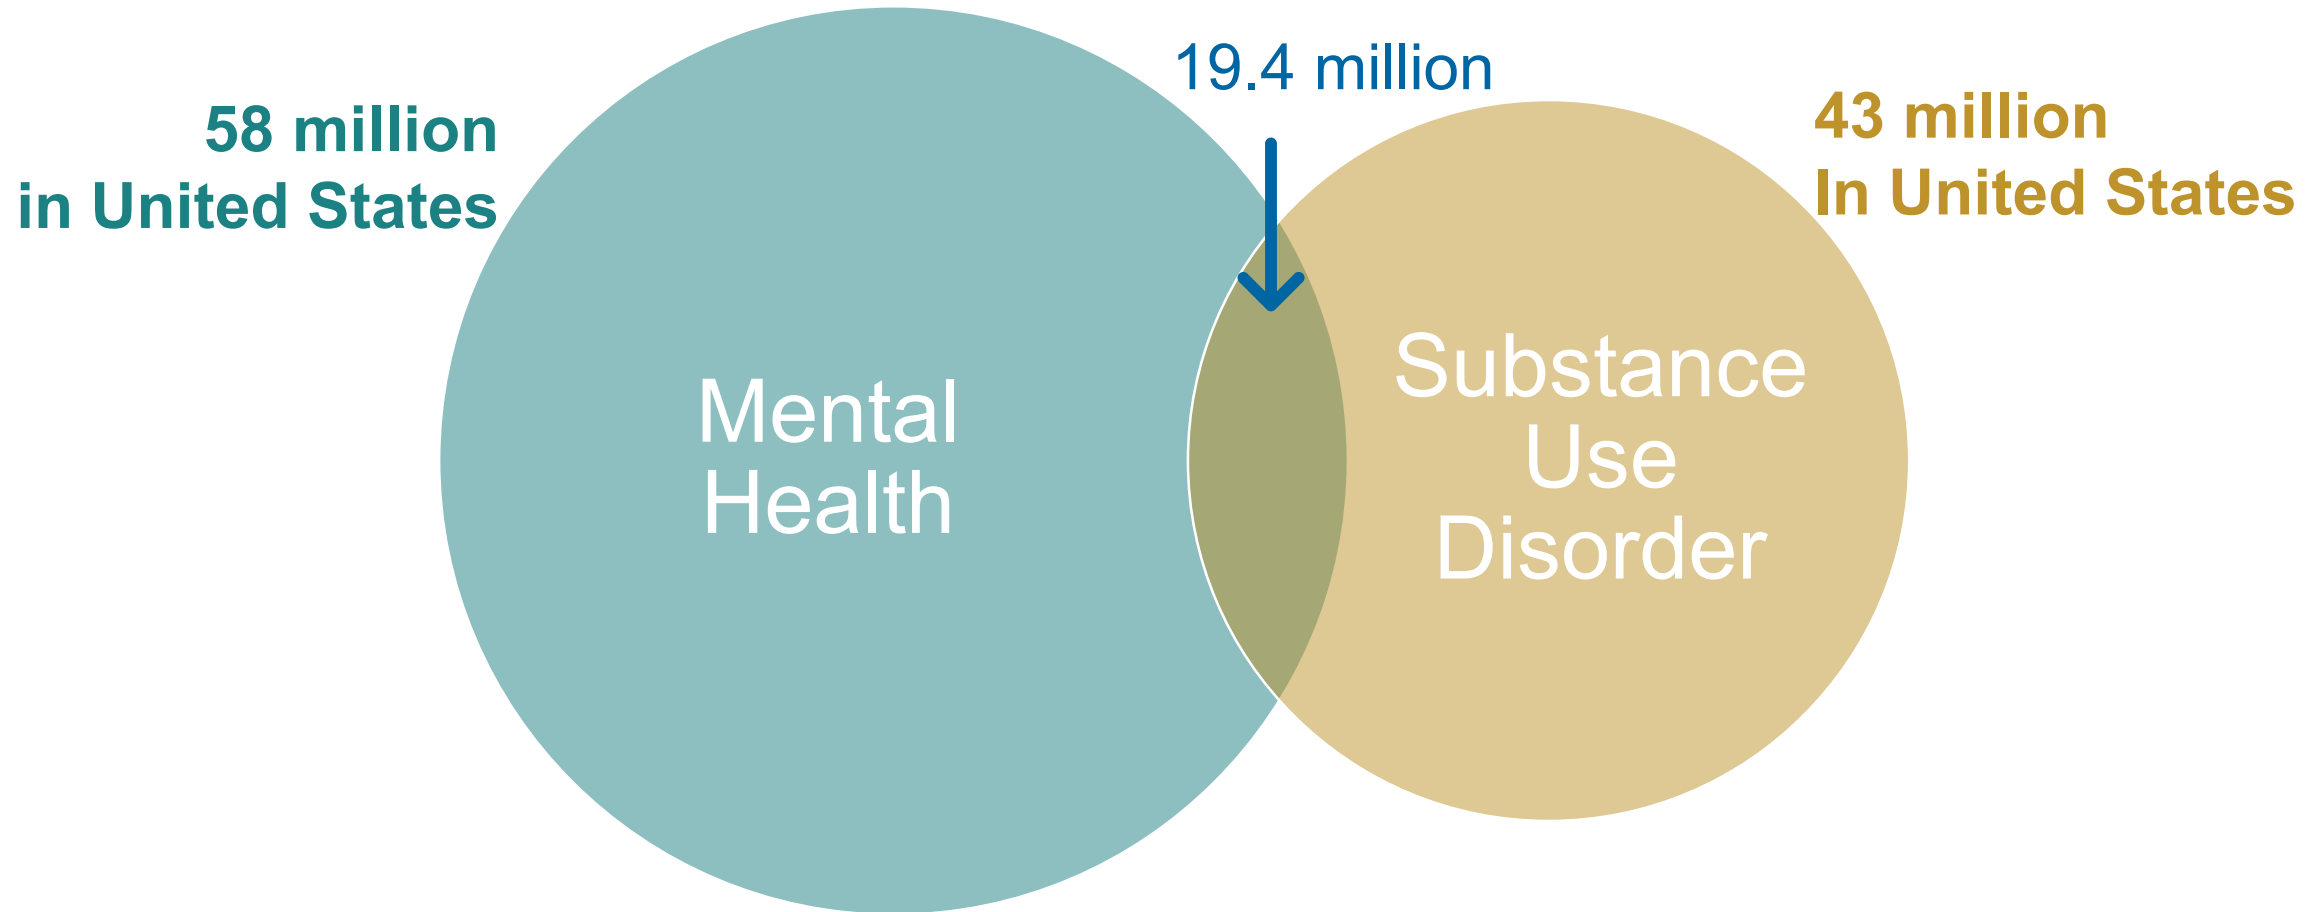 58 million
in United States
Mental
Health
19.4 million
43 million
In United States
Substance
Use
Disorder